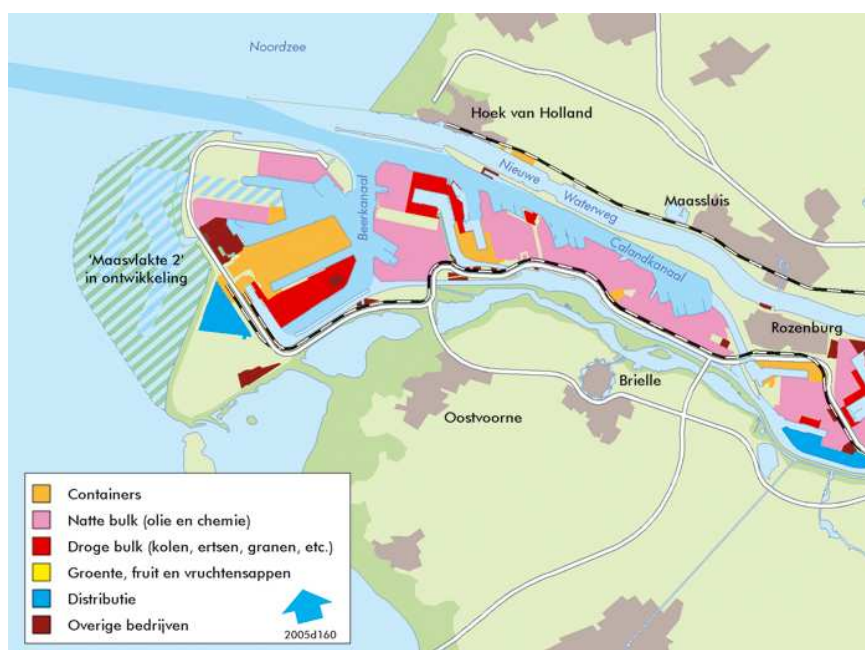 Noordzee
Hoek van Holland
Nieuwe
Waterweg
Maassluis
Beerkanaal
Calandkanaal
'Maasvlakte 2'
in ontwikkeling
Rozenburg
Brielle
Oostvoorne
Containers
Natte bulk (olie en chemie)
Droge bulk (kolen, ertsen, granen, etc.)
Groente, fruit en vruchtensappen
Distributie
Overige bedrijven
2005d160